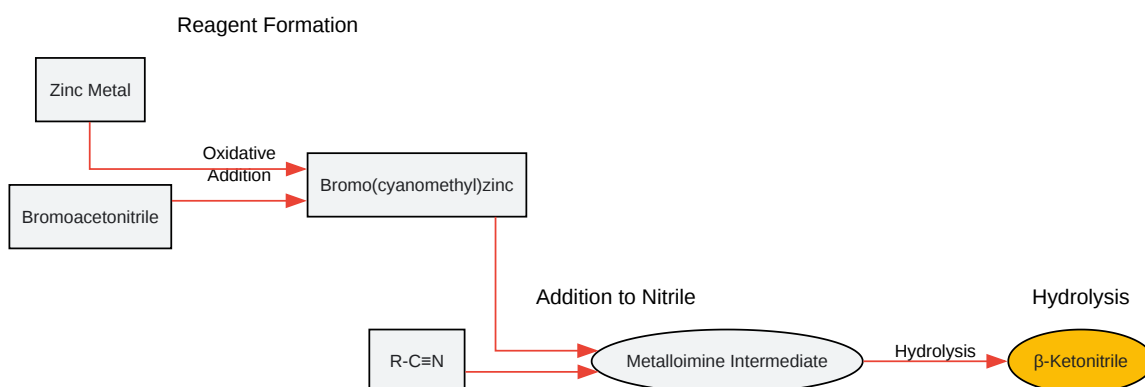 Reagent Formation
Zinc Metal
Oxidative
Addition
Bromoacetonitrile
Bromo(cyanomethyl)zinc
Addition to Nitrile
Hydrolysis
R-C≡N
Metalloimine Intermediate
Hydrolysis
β-Ketonitrile